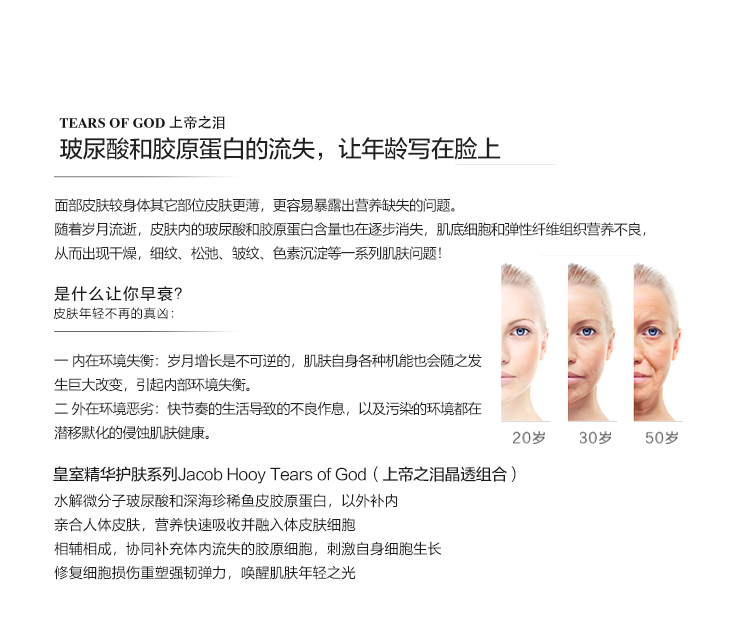 TEARS OF GOD 上帝之泪
玻尿酸和胶原蛋白的流失，让年龄写在脸上
面部皮肤较身体其它部位皮肤更薄，更容易暴露出营养缺失的问题。
随着岁月流逝，皮肤内的玻尿酸和胶原蛋白含量也在逐步消失，肌底细胞和弹性纤维组织营养不良，
从而出现干燥，细纹、松弛、皱纹、色素沉淀等一系列肌肤问题！
是什么让你早衰？
皮肤年轻不再的真凶：
一 内在环境失衡：岁月增长是不可逆的，肌肤自身各种机能也会随之发
生巨大改变，引起内部环境失衡。
二 外在环境恶劣：快节奏的生活导致的不良作息，以及污染的环境都在
潜移默化的侵蚀肌肤健康。
20岁 30岁 50岁
皇室精华护肤系列Jacob Hooy Tears of God（上帝之泪晶透组合）
水解微分子玻尿酸和深海珍稀鱼皮胶原蛋白，以外补内
亲合人体皮肤，营养快速吸收并融入体皮肤细胞
相辅相成，协同补充体内流失的胶原细胞，刺激自身细胞生长
修复细胞损伤重塑强韧弹力，唤醒肌肤年轻之光